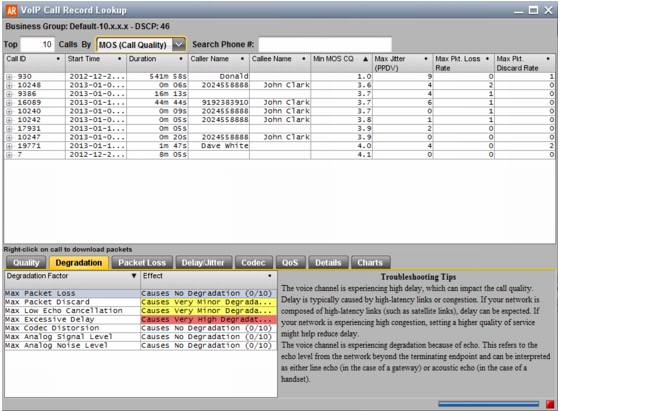 AR VoIP Call Record Lookup
Business Group: Default-10.x.x.x - DSCP: 46
Top 10 Calls By MOS (Call Quality) Search Phone #:
Call ID Start Time Duration Caller Name Callee Name Min MOS CQ Max Jitter (PPDV) Max Pkt. Loss Rate Max Pkt. Discard Rate
930 2012-12-2... 541m 58s Donald 1.0 9 0 1
10248 2013-01-0... 0m 06s 2024558888 John Clark 3.6 4 2 0
9386 2013-01-0... 16m 13s 3.7 4 1 0
16089 2013-01-1... 44m 44s 9192383910 John Clark 3.7 6 1 0
10240 2013-01-0... 0m 09s 2024558888 John Clark 3.7 0 1 0
10242 2013-01-0... 0m 05s 2024558888 John Clark 3.8 1 1 0
17931 2013-01-1... 0m 05s 3.9 2 0 0
10247 2013-01-0... 0m 20s 2024558888 John Clark 3.9 0 0 0
19771 2013-01-1... 1m 47s Dave White 4.0 4 0 2
7 2012-12-2... 8m 05s 4.1 0 0 0
Right-click on call to download packets
Quality Degradation Packet Loss Delay/Jitter Codec QoS Details Charts
Degradation Factor Effect
Max Packet Loss Causes No Degradation (0/10)
Max Packet Discard Causes Very Minor Degrada...
Max Low Echo Cancellation Causes Very Minor Degrada...
Max Excessive Delay Causes Very High Degradat...
Max Codec Distorsion Causes No Degradation (0/10)
Max Analog Signal Level Causes No Degradation (0/10)
Max Analog Noise Level Causes No Degradation (0/10)
Troubleshooting Tips
The voice channel is experiencing high delay, which can impact the call quality.
Delay is typically caused by high-latency links or congestion. If your network is
composed of high-latency links (such as satellite links), delay can be expected. If
your network is experiencing high congestion, setting a higher quality of service
might help reduce delay.
The voice channel is experiencing degradation because of echo. This refers to the
echo level from the network beyond the terminating endpoint and can be interpreted
as either line echo (in the case of a gateway) or acoustic echo (in the case of a
handset).